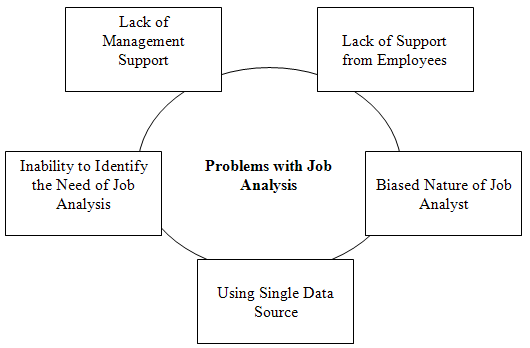 Lack of
Management
Support
Lack of Support
from Employees
Inability to Identify
the Need of Job
Analysis
Problems with Job
Analysis
Biased Nature of Job
Analyst
Using Single Data
Source